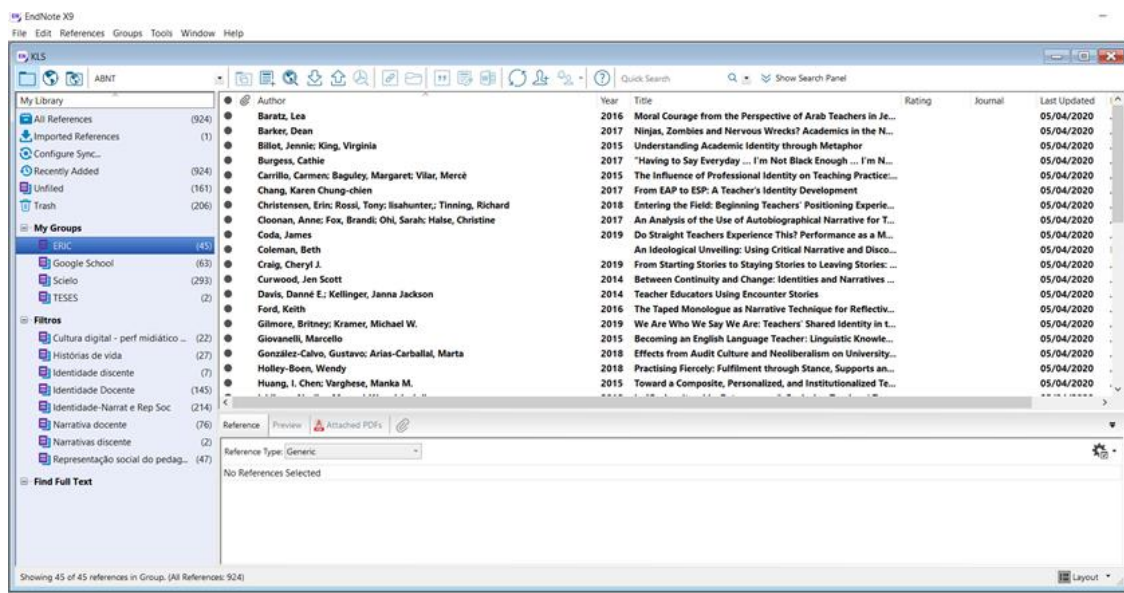 EndNote X9
File Edit References Groups Tools Window Help
KLS
ABNT
Quick Search
Show Search Panel
My Library
All References (924)
Imported References (1)
Configure Sync...
Recently Added (924)
Unfiled (161)
Trash (206)
My Groups
ERIC (45)
Google School (63)
Scielo (293)
TESES (2)
Filtros
Cultura digital - perf midiático ... (22)
Histórias de vida (27)
Identidade discente (7)
Identidade Docente (145)
Identidade-Narrat e Rep Soc (214)
Narrativa docente (76)
Narrativas discente (2)
Representação social do pedag... (47)
Find Full Text
Author Year Title Rating Journal Last Updated
Baratz, Lea 2016 Moral Courage from the Perspective of Arab Teachers in Je... 05/04/2020
Barker, Dean 2017 Ninjas, Zombies and Nervous Wrecks? Academics in the N... 05/04/2020
Billot, Jennie; King, Virginia 2015 Understanding Academic Identity through Metaphor 05/04/2020
Burgess, Cathie 2017 "Having to Say Everyday ... I'm Not Black Enough ... I'm N... 05/04/2020
Carrillo, Carmen; Baguley, Margaret; Vilar, Mercè 2015 The Influence of Professional Identity on Teaching Practice:... 05/04/2020
Chang, Karen Chung-chien 2017 From EAP to ESP: A Teacher's Identity Development 05/04/2020
Christensen, Erin; Rossi, Tony; lisahunter,; Tinning, Richard 2018 Entering the Field: Beginning Teachers' Positioning Experie... 05/04/2020
Cloonan, Anne; Fox, Brandi; Ohi, Sarah; Halse, Christine 2017 An Analysis of the Use of Autobiographical Narrative for T... 05/04/2020
Coda, James 2019 Do Straight Teachers Experience This? Performance as a M... 05/04/2020
Coleman, Beth An Ideological Unveiling: Using Critical Narrative and Disco... 05/04/2020
Craig, Cheryl J. 2019 From Starting Stories to Staying Stories to Leaving Stories: ... 05/04/2020
Curwood, Jen Scott 2014 Between Continuity and Change: Identities and Narratives ... 05/04/2020
Davis, Danné E.; Kellinger, Janna Jackson 2014 Teacher Educators Using Encounter Stories 05/04/2020
Ford, Keith 2016 The Taped Monologue as Narrative Technique for Reflectiv... 05/04/2020
Gilmore, Britney; Kramer, Michael W. 2019 We Are Who We Say We Are: Teachers' Shared Identity in t... 05/04/2020
Giovanelli, Marcello 2015 Becoming an English Language Teacher: Linguistic Knowle... 05/04/2020
González-Calvo, Gustavo; Arias-Carballal, Marta 2018 Effects from Audit Culture and Neoliberalism on University... 05/04/2020
Holley-Boen, Wendy 2018 Practising Fiercely: Fulfilment through Stance, Supports an... 05/04/2020
Huang, I. Chen; Varghese, Manka M. 2015 Toward a Composite, Personalized, and Institutionalized Te... 05/04/2020
Reference Preview Attached PDFs
Reference Type: Generic
No References Selected
Showing 45 of 45 references in Group. (All References: 924)
Layout